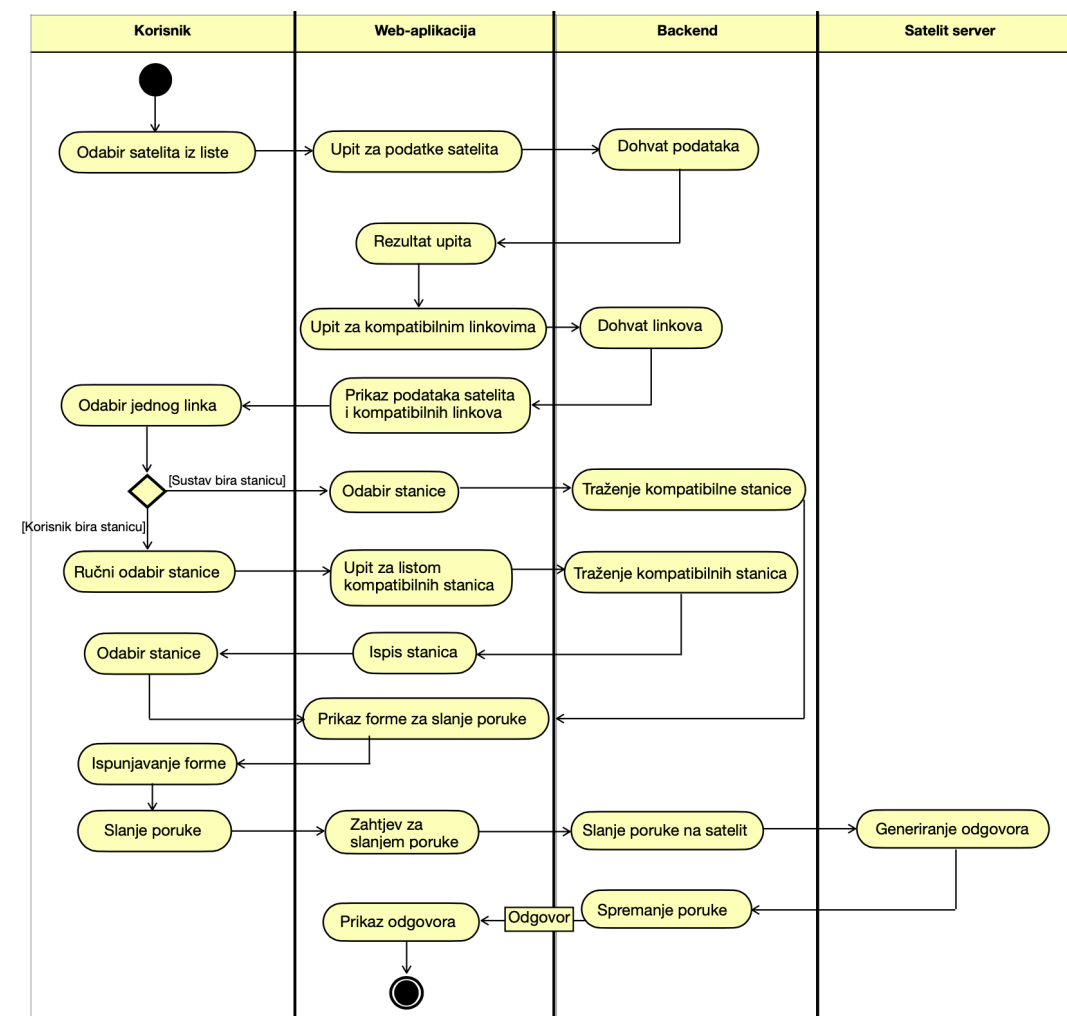 Korisnik
Web-aplikacija
Backend
Satelit server
Odabir satelita iz liste
Upit za podatke satelita
Dohvat podataka
Rezultat upita
Upit za kompatibilnim linkovima
Dohvat linkova
Odabir jednog linka
Prikaz podataka satelita
i kompatibilnih linkova
[Sustav bira stanicu]
Odabir stanice
Traženje kompatibilne stanice
[Korisnik bira stanicu]
Ručni odabir stanice
Upit za listom
kompatibilnih stanica
Traženje kompatibilnih stanica
Odabir stanice
Ispis stanica
Prikaz forme za slanje poruke
Ispunjavanje forme
Slanje poruke
Zahtjev za
slanjem poruke
Slanje poruke na satelit
Generiranje odgovora
Prikaz odgovora
Odgovor
Spremanje poruke